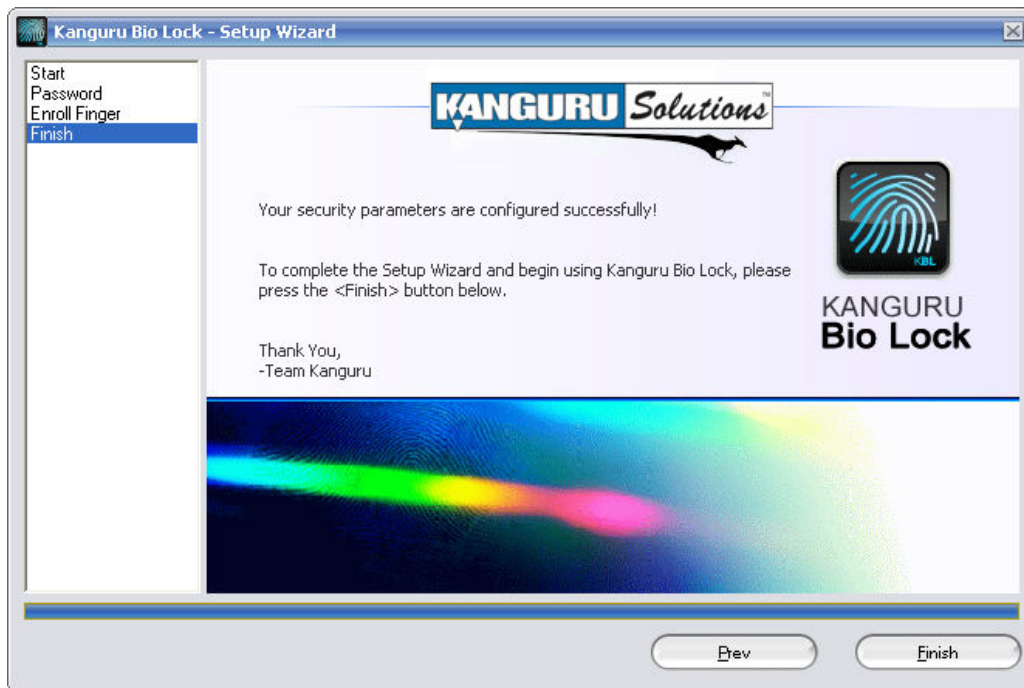 Kanguru Bio Lock - Setup Wizard
Start
Password
Enroll Finger
Finish
KANGURU Solutions™
Your security parameters are configured successfully!
To complete the Setup Wizard and begin using Kanguru Bio Lock, please
press the <Finish> button below.
Thank You,
-Team Kanguru
KBL
KANGURU
Bio Lock
Prev
Finish